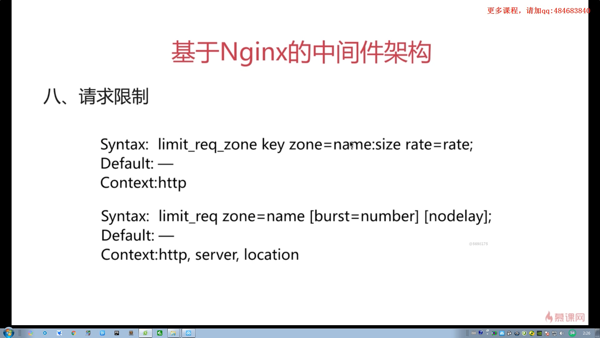 更多课程，请加qq:484683840
基于Nginx的中间件架构
八、请求限制
Syntax: limit_req_zone key zone=name:size rate=rate;
Default: —
Context:http
Syntax: limit_req zone=name [burst=number] [nodelay];
Default: —
Context:http, server, location
慕课网